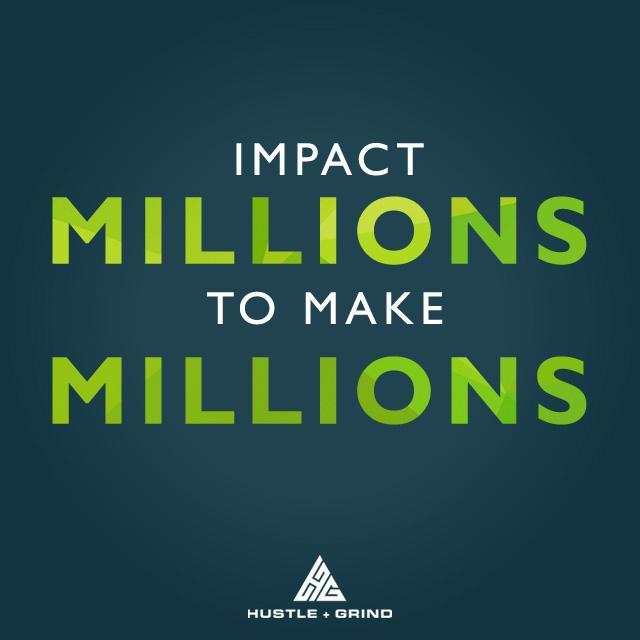 IMPACT
MILLIONS
TO MAKE
MILLIONS
HUSTLE + GRIND